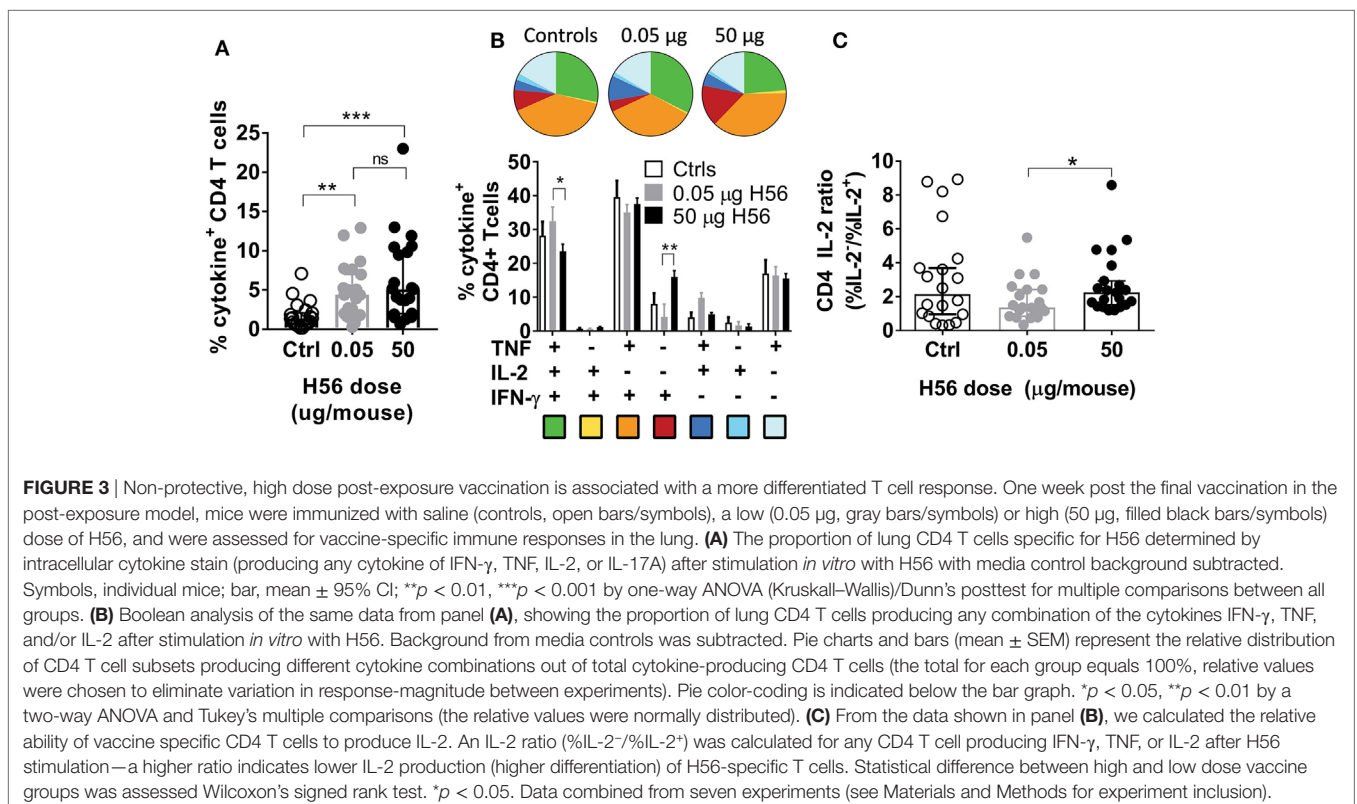 A
% cytokine+ CD4 T cells
25
20
15
10
5
0
***
**
ns
Ctrl 0.05 50
H56 dose
(ug/mouse)
B
Controls 0.05 µg 50 µg
% cytokine+
CD4+ Tcells
50
40
30
20
10
0
*
**
Ctrls
0.05 µg H56
50 µg H56
TNF + - + - + - +
IL-2 + + - - + + -
IFN-γ + + + + - - -
C
CD4 IL-2 ratio
(%IL-2-/%IL-2+)
10
8
6
4
2
0
*
Ctrl 0.05 50
H56 dose (µg/mouse)
FIGURE 3 | Non-protective, high dose post-exposure vaccination is associated with a more differentiated T cell response. One week post the final vaccination in the
post-exposure model, mice were immunized with saline (controls, open bars/symbols), a low (0.05 µg, gray bars/symbols) or high (50 µg, filled black bars/symbols)
dose of H56, and were assessed for vaccine-specific immune responses in the lung. (A) The proportion of lung CD4 T cells specific for H56 determined by
intracellular cytokine stain (producing any cytokine of IFN-γ, TNF, IL-2, or IL-17A) after stimulation in vitro with H56 with media control background subtracted.
Symbols, individual mice; bar, mean ± 95% CI; **p < 0.01, ***p < 0.001 by one-way ANOVA (Kruskall–Wallis)/Dunn's posttest for multiple comparisons between all
groups. (B) Boolean analysis of the same data from panel (A), showing the proportion of lung CD4 T cells producing any combination of the cytokines IFN-γ, TNF,
and/or IL-2 after stimulation in vitro with H56. Background from media controls was subtracted. Pie charts and bars (mean ± SEM) represent the relative distribution
of CD4 T cell subsets producing different cytokine combinations out of total cytokine-producing CD4 T cells (the total for each group equals 100%, relative values
were chosen to eliminate variation in response-magnitude between experiments). Pie color-coding is indicated below the bar graph. *p < 0.05, **p < 0.01 by a
two-way ANOVA and Tukey's multiple comparisons (the relative values were normally distributed). (C) From the data shown in panel (B), we calculated the relative
ability of vaccine specific CD4 T cells to produce IL-2. An IL-2 ratio (%IL-2−/%IL-2+) was calculated for any CD4 T cell producing IFN-γ, TNF, or IL-2 after H56
stimulation—a higher ratio indicates lower IL-2 production (higher differentiation) of H56-specific T cells. Statistical difference between high and low dose vaccine
groups was assessed Wilcoxon's signed rank test. *p < 0.05. Data combined from seven experiments (see Materials and Methods for experiment inclusion).